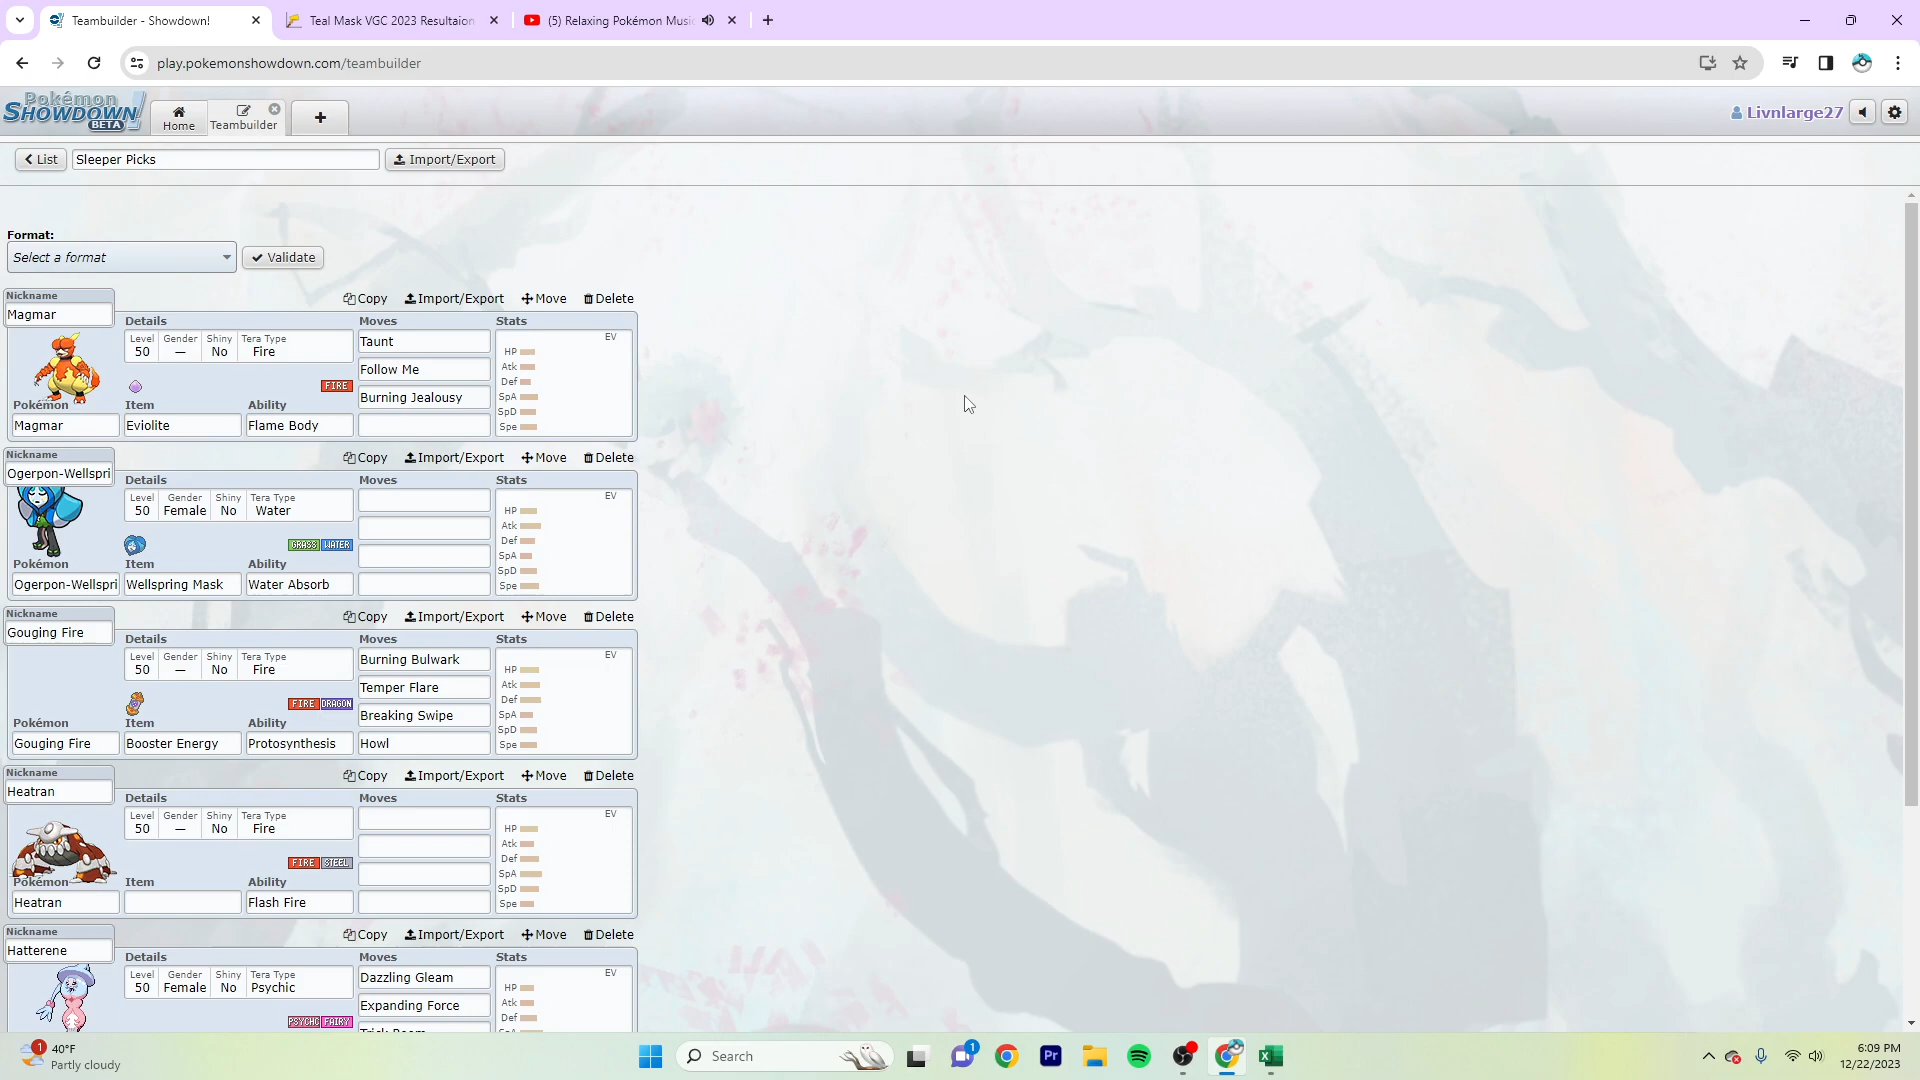 Teambuilder - Showdown!
Teal Mask VGC 2023 Resultaion
(5) Relaxing Pokémon Music
play.pokemonshowdown.com/teambuilder
Pokémon
SHOWDOWN!
BETA
Home
Teambuilder
Livnlarge27
List
Sleeper Picks
Import/Export
Format:
Select a format
Validate
Nickname
Magmar
Copy Import/Export Move Delete
Details Moves Stats
Level Gender Shiny Tera Type
50 — No Fire
Taunt
Follow Me
Burning Jealousy
EV
HP
Atk
Def
SpA
SpD
Spe
FIRE
Pokémon Item Ability
Magmar Eviolite Flame Body
Nickname
Ogerpon-Wellspri
Copy Import/Export Move Delete
Details Moves Stats
Level Gender Shiny Tera Type
50 Female No Water
EV
HP
Atk
Def
SpA
SpD
Spe
GRASS WATER
Pokémon Item Ability
Ogerpon-Wellspri Wellspring Mask Water Absorb
Nickname
Gouging Fire
Copy Import/Export Move Delete
Details Moves Stats
Level Gender Shiny Tera Type
50 — No Fire
Burning Bulwark
Temper Flare
Breaking Swipe
Howl
EV
HP
Atk
Def
SpA
SpD
Spe
FIRE DRAGON
Pokémon Item Ability
Gouging Fire Booster Energy Protosynthesis
Nickname
Heatran
Copy Import/Export Move Delete
Details Moves Stats
Level Gender Shiny Tera Type
50 — No Fire
EV
HP
Atk
Def
SpA
SpD
Spe
FIRE STEEL
Pokémon Item Ability
Heatran Flash Fire
Nickname
Hatterene
Copy Import/Export Move Delete
Details Moves Stats
Level Gender Shiny Tera Type
50 Female No Psychic
Dazzling Gleam
Expanding Force
EV
HP
Atk
Def
PSYCHC FAIRY
1
40°F
Partly cloudy
Search
1
Pr
6:09 PM
12/22/2023